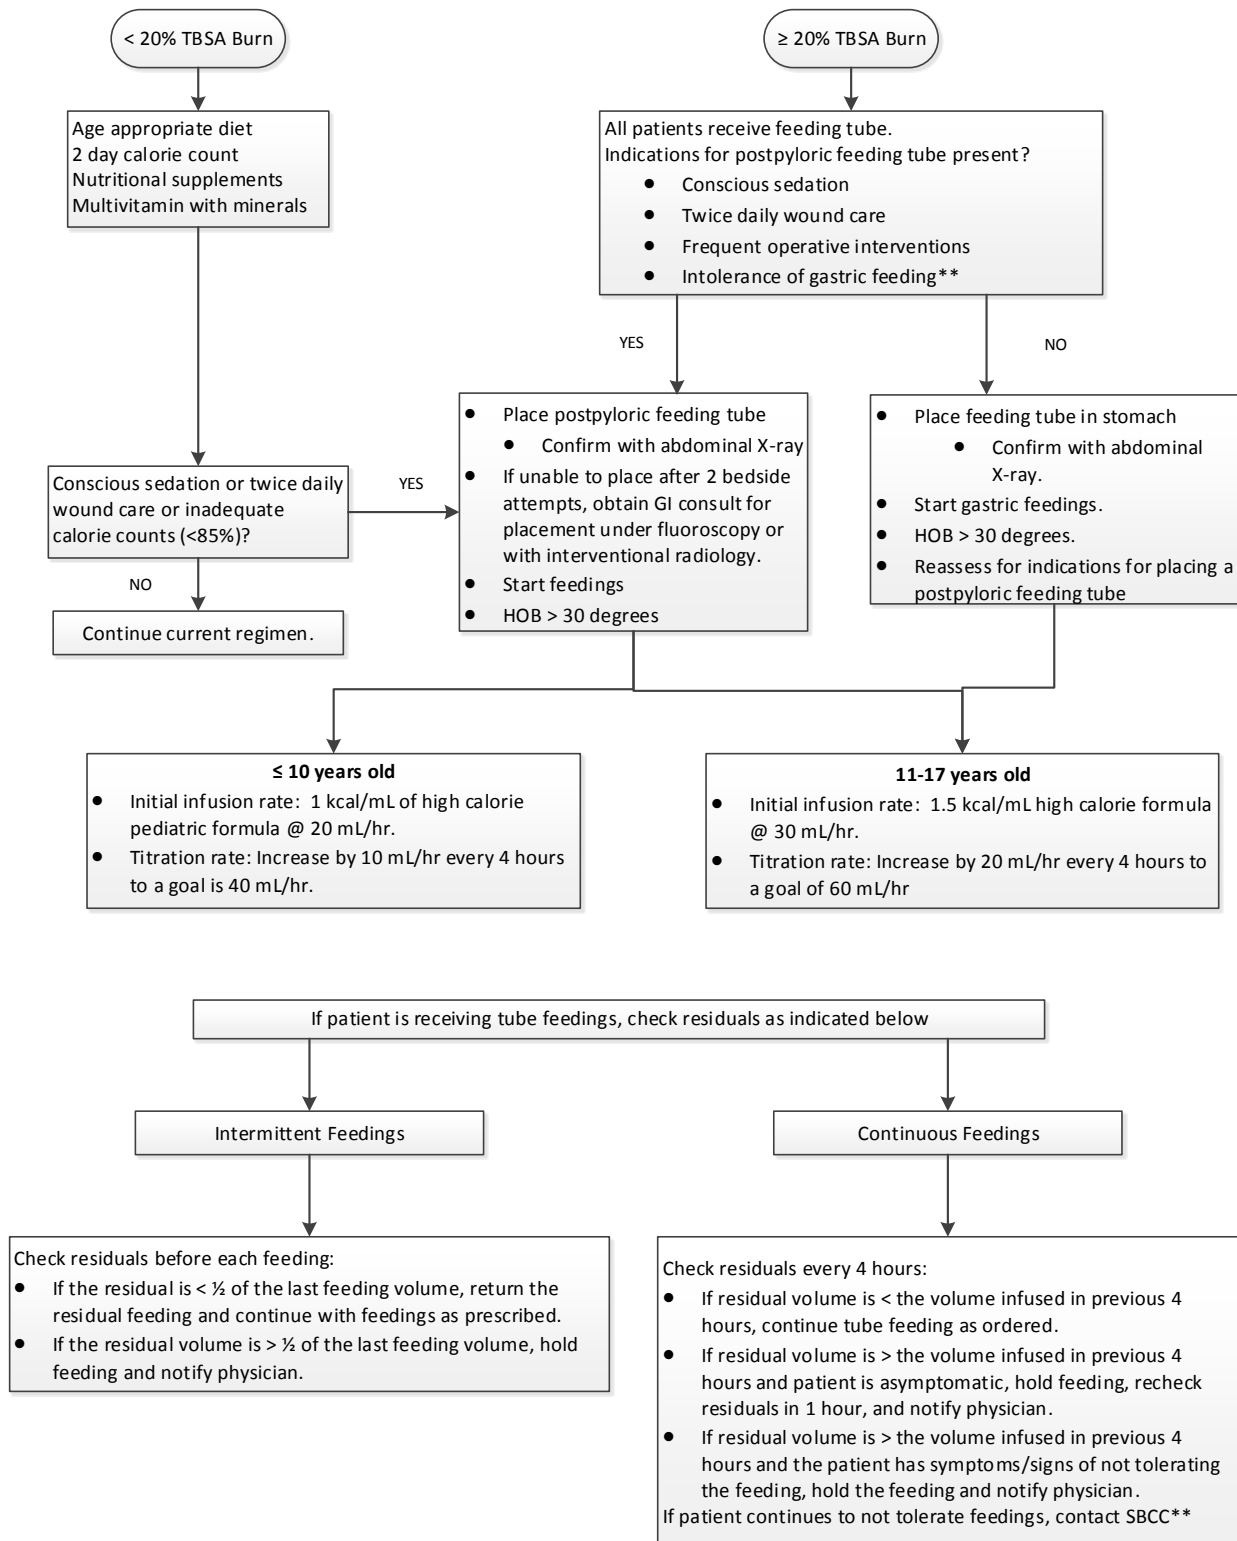 < 20% TBSA Burn
≥ 20% TBSA Burn
Age appropriate diet
2 day calorie count
Nutritional supplements
Multivitamin with minerals
All patients receive feeding tube.
Indications for postpyloric feeding tube present?
● Conscious sedation
● Twice daily wound care
● Frequent operative interventions
● Intolerance of gastric feeding**
YES
NO
Conscious sedation or twice daily
wound care or inadequate
calorie counts (<85%)?
YES
NO
Continue current regimen.
● Place postpyloric feeding tube
● Confirm with abdominal X-ray
● If unable to place after 2 bedside
attempts, obtain GI consult for
placement under fluoroscopy or
with interventional radiology.
● Start feedings
● HOB > 30 degrees
● Place feeding tube in stomach
● Confirm with abdominal
X-ray.
● Start gastric feedings.
● HOB > 30 degrees.
● Reassess for indications for placing a
postpyloric feeding tube
≤ 10 years old
● Initial infusion rate: 1 kcal/mL of high calorie
pediatric formula @ 20 mL/hr.
● Titration rate: Increase by 10 mL/hr every 4 hours
to a goal is 40 mL/hr.
11-17 years old
● Initial infusion rate: 1.5 kcal/mL high calorie formula
@ 30 mL/hr.
● Titration rate: Increase by 20 mL/hr every 4 hours to
a goal of 60 mL/hr
If patient is receiving tube feedings, check residuals as indicated below
Intermittent Feedings
Continuous Feedings
Check residuals before each feeding:
● If the residual is < ½ of the last feeding volume, return the
residual feeding and continue with feedings as prescribed.
● If the residual volume is > ½ of the last feeding volume, hold
feeding and notify physician.
Check residuals every 4 hours:
● If residual volume is < the volume infused in previous 4
hours, continue tube feeding as ordered.
● If residual volume is > the volume infused in previous 4
hours and patient is asymptomatic, hold feeding, recheck
residuals in 1 hour, and notify physician.
● If residual volume is > the volume infused in previous 4
hours and the patient has symptoms/signs of not tolerating
the feeding, hold the feeding and notify physician.
If patient continues to not tolerate feedings, contact SBCC**